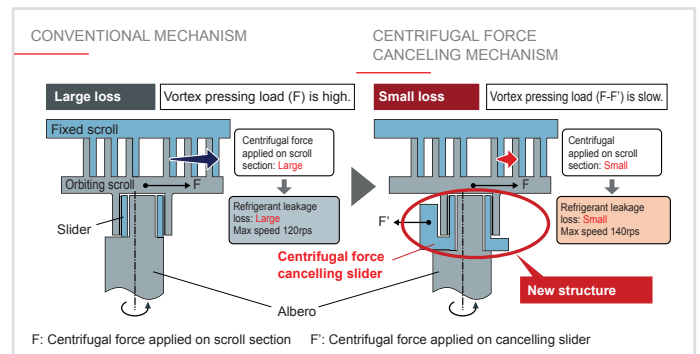 CONVENTIONAL MECHANISM
CENTRIFUGAL FORCE
CANCELING MECHANISM
Large loss
Vortex pressing load (F) is high.
Small loss
Vortex pressing load (F-F’) is slow.
Fixed scroll
Centrifugal force
applied on scroll
section: Large
Orbiting scroll
F
Slider
Refrigerant leakage
loss: Large
Max speed 120rps
Centrifugal
applied on scroll
section: Small
F
F’
Refrigerant leakage
loss: Small
Max speed 140rps
Centrifugal force
cancelling slider
New structure
Albero
F: Centrifugal force applied on scroll section F’: Centrifugal force applied on cancelling slider